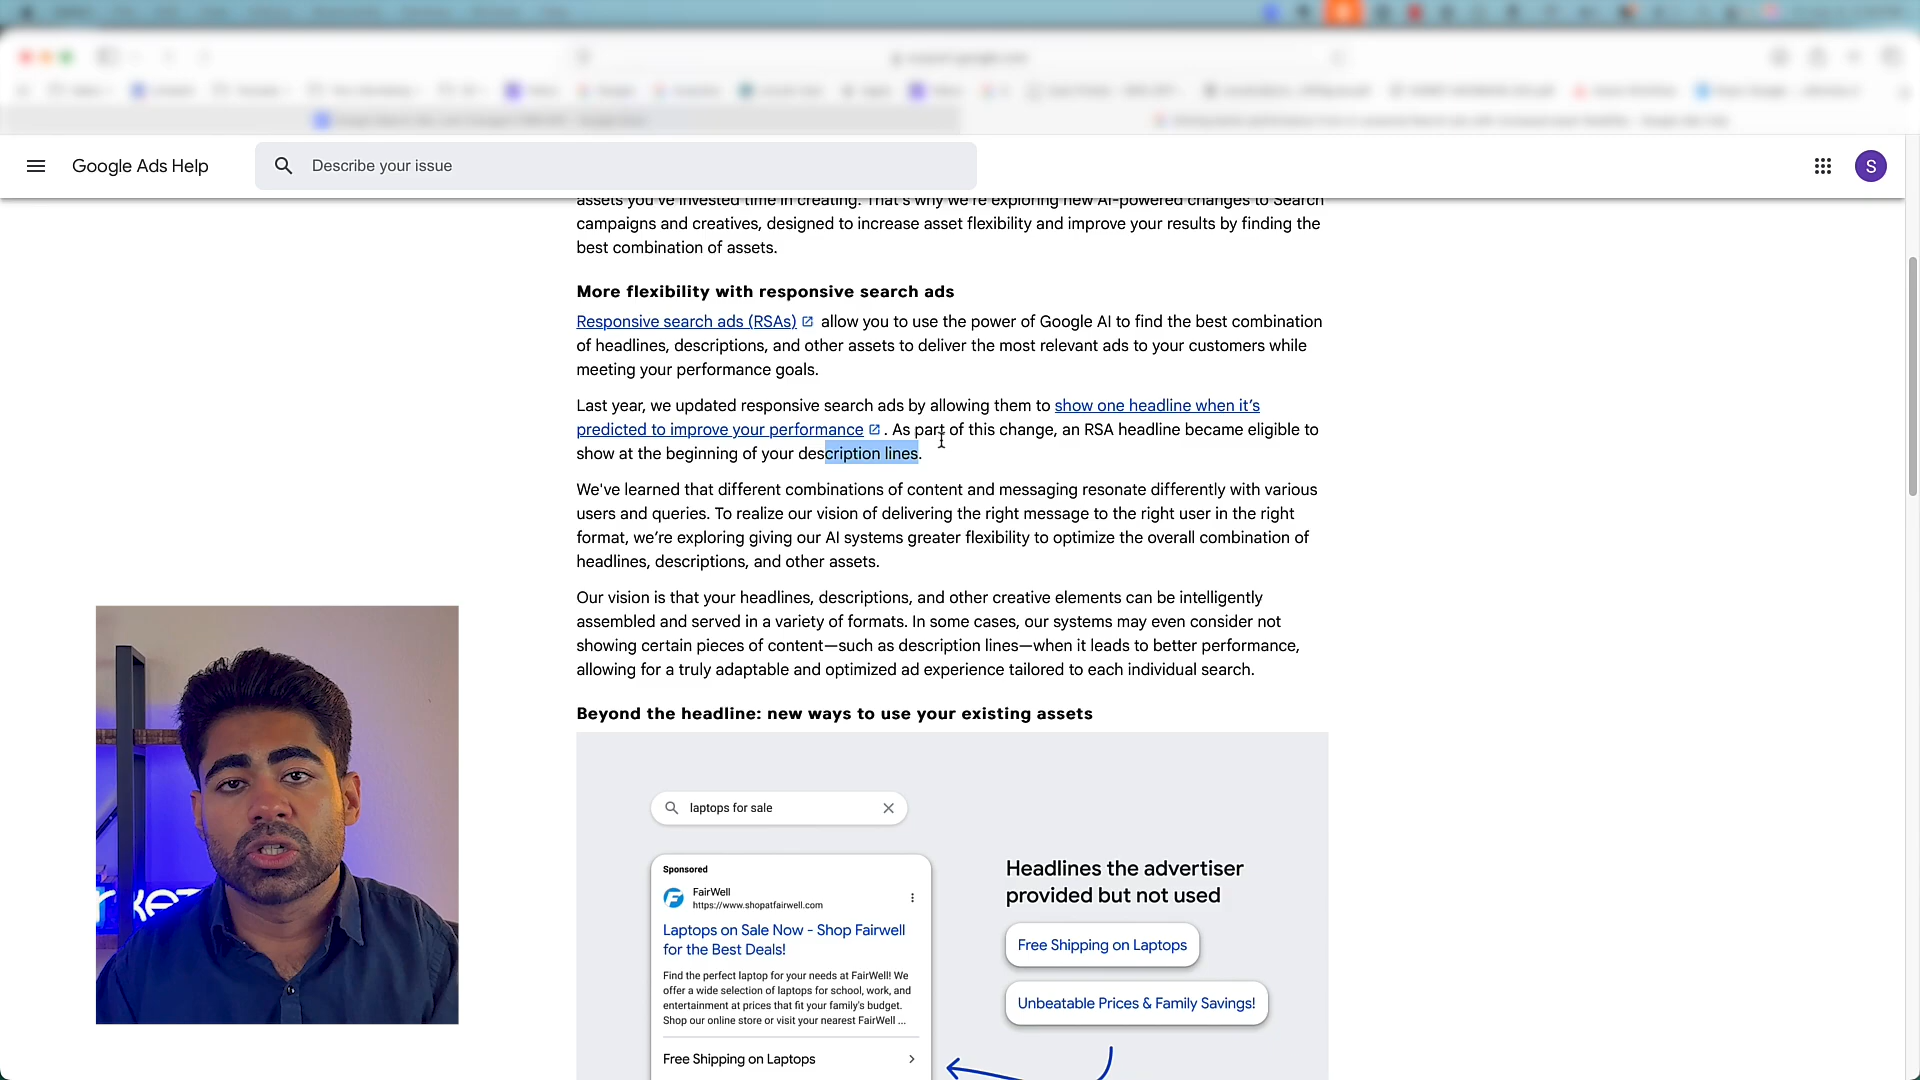 Google Ads Help
Describe your issue
S
assets you've invested time in creating. That's why we're exploring new AI-powered changes to Search
campaigns and creatives, designed to increase asset flexibility and improve your results by finding the
best combination of assets.
More flexibility with responsive search ads
Responsive search ads (RSAs) allow you to use the power of Google AI to find the best combination
of headlines, descriptions, and other assets to deliver the most relevant ads to your customers while
meeting your performance goals.
Last year, we updated responsive search ads by allowing them to show one headline when it's
predicted to improve your performance . As part of this change, an RSA headline became eligible to
show at the beginning of your description lines.
We've learned that different combinations of content and messaging resonate differently with various
users and queries. To realize our vision of delivering the right message to the right user in the right
format, we're exploring giving our AI systems greater flexibility to optimize the overall combination of
headlines, descriptions, and other assets.
Our vision is that your headlines, descriptions, and other creative elements can be intelligently
assembled and served in a variety of formats. In some cases, our systems may even consider not
showing certain pieces of content—such as description lines—when it leads to better performance,
allowing for a truly adaptable and optimized ad experience tailored to each individual search.
Beyond the headline: new ways to use your existing assets
laptops for sale
Sponsored
FairWell
https://www.shopatfairwell.com
Laptops on Sale Now - Shop Fairwell
for the Best Deals!
Find the perfect laptop for your needs at FairWell! We
offer a wide selection of laptops for school, work, and
entertainment at prices that fit your family's budget.
Shop our online store or visit your nearest FairWell ...
Free Shipping on Laptops
Headlines the advertiser
provided but not used
Free Shipping on Laptops
Unbeatable Prices & Family Savings!